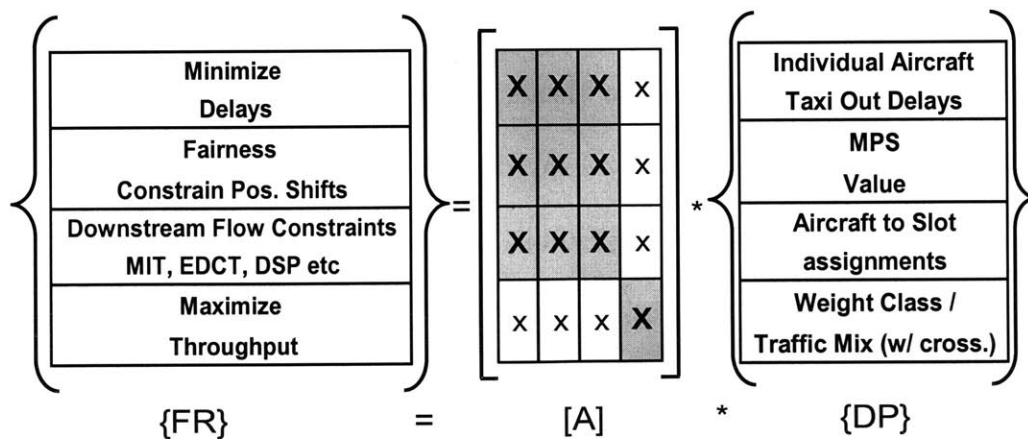 Minimize
Delays
Fairness
Constrain Pos. Shifts
Downstream Flow Constraints
MIT, EDCT, DSP etc
Maximize
Throughput
=
X X X x
X X X x
X X X x
x x x X
*
Individual Aircraft
Taxi Out Delays
MPS
Value
Aircraft to Slot
assignments
Weight Class /
Traffic Mix (w/ cross.)
{FR} = [A] * {DP}